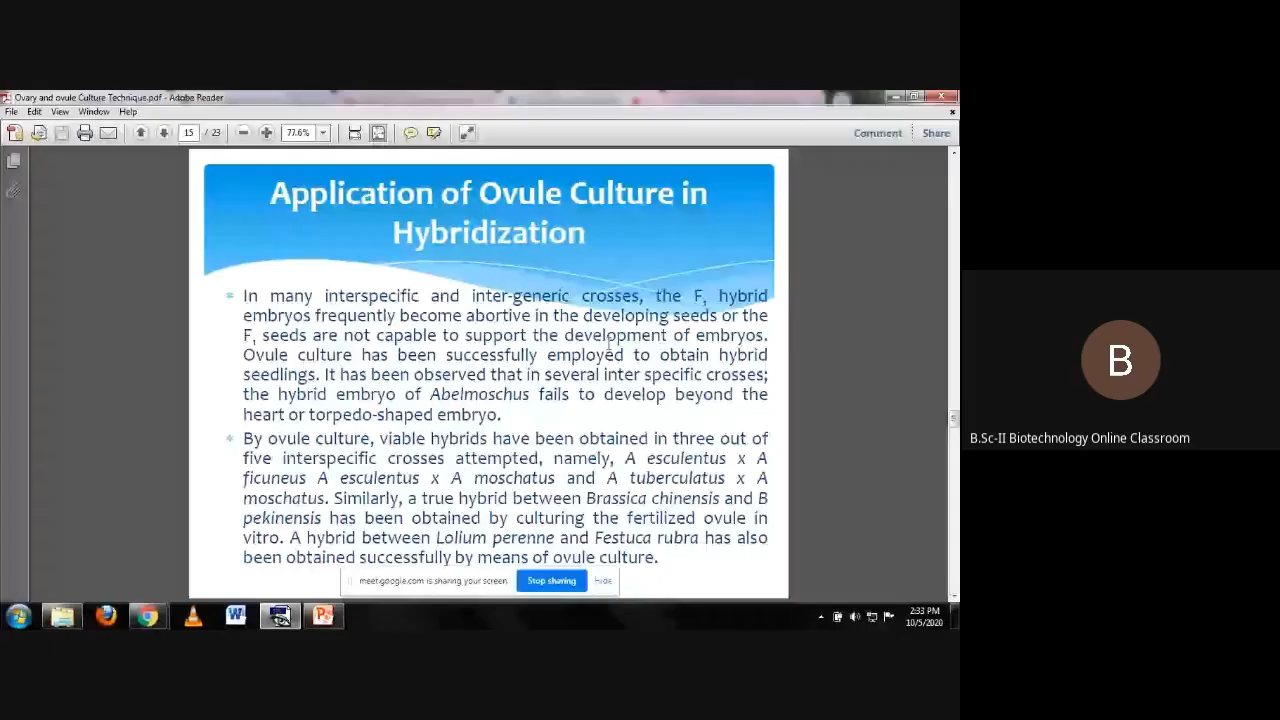 Ovary and ovule Culture Technique.pdf - Adobe Reader
File Edit View Window Help
15 / 23 77.6% Comment Share
Application of Ovule Culture in
Hybridization
In many interspecific and inter-generic crosses, the F₁ hybrid
embryos frequently become abortive in the developing seeds or the
F₁ seeds are not capable to support the development of embryos.
Ovule culture has been successfully employed to obtain hybrid
seedlings. It has been observed that in several inter specific crosses;
the hybrid embryo of Abelmoschus fails to develop beyond the
heart or torpedo-shaped embryo.
By ovule culture, viable hybrids have been obtained in three out of
five interspecific crosses attempted, namely, A esculentus x A
ficuneus A esculentus x A moschatus and A tuberculatus x A
moschatus. Similarly, a true hybrid between Brassica chinensis and B
pekinensis has been obtained by culturing the fertilized ovule in
vitro. A hybrid between Lolium perenne and Festuca rubra has also
been obtained successfully by means of ovule culture.
meet.google.com is sharing your screen Stop sharing Hide
2:33 PM
10/5/2020
B
B.Sc-II Biotechnology Online Classroom